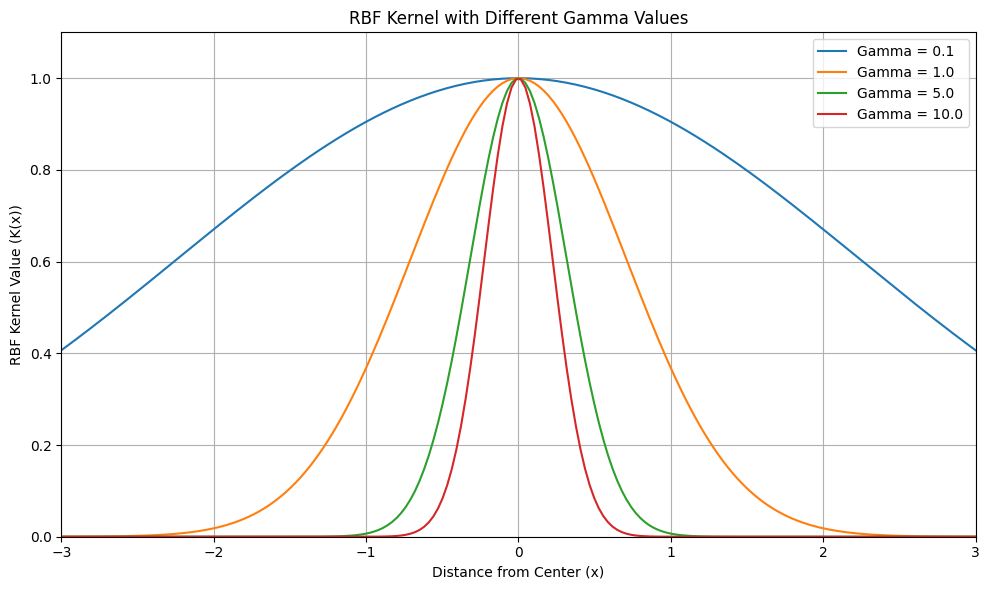 RBF Kernel with Different Gamma Values
Gamma = 0.1
Gamma = 1.0
Gamma = 5.0
Gamma = 10.0
RBF Kernel Value (K(x))
1.0
0.8
0.6
0.4
0.2
0.0
−3
−2
−1
0
1
2
3
Distance from Center (x)